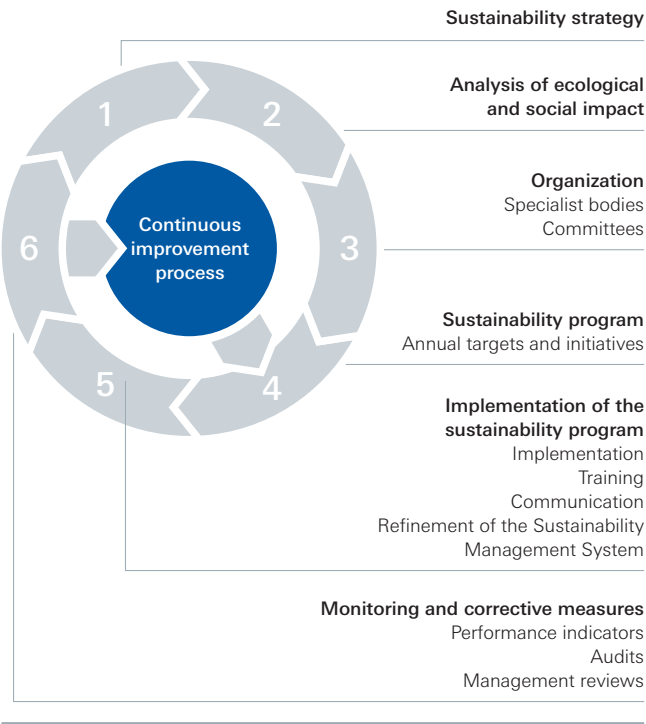 Sustainability strategy
Analysis of ecological
and social impact
Organization
Specialist bodies
Committees
Sustainability program
Annual targets and initiatives
Implementation of the
sustainability program
Implementation
Training
Communication
Refinement of the Sustainability
Management System
Monitoring and corrective measures
Performance indicators
Audits
Management reviews
1
2
3
4
5
6
Continuous
improvement
process